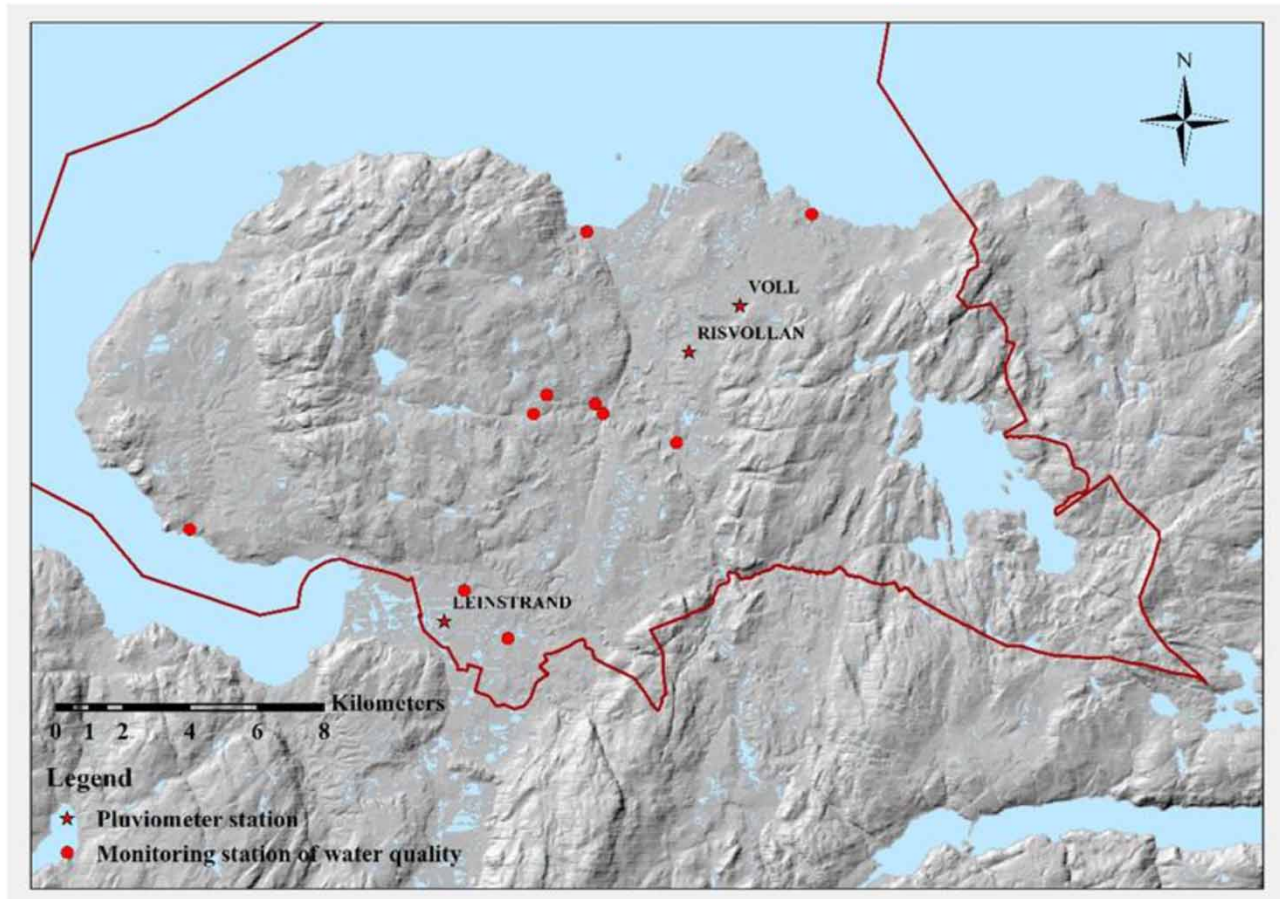 N
VOLL
RISVOLLAN
LEINSTRAND
Kilometers
0 1 2 4 6 8
Legend
Pluviometer station
Monitoring station of water quality